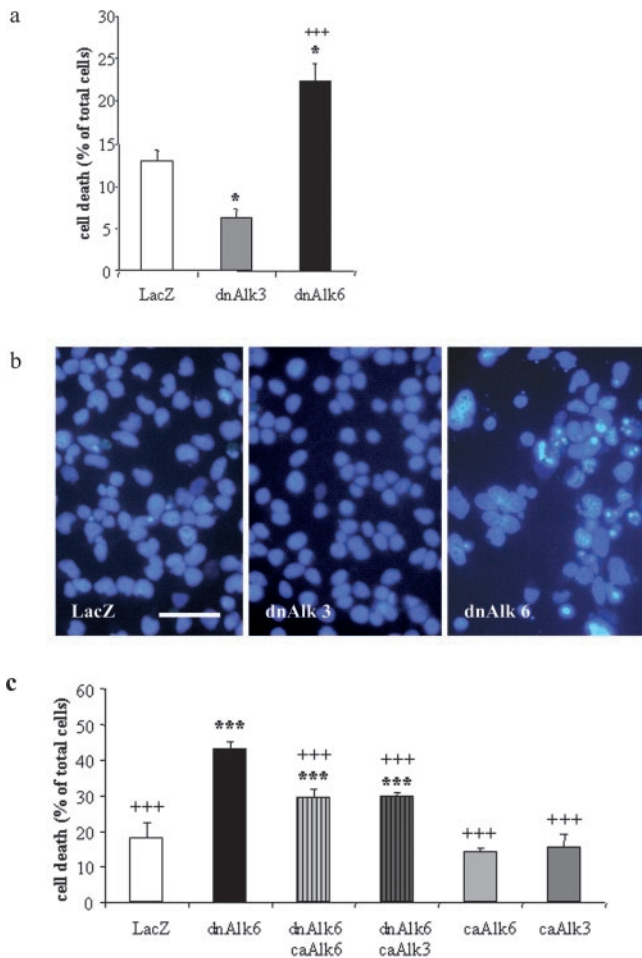 a
cell death (% of total cells)
30
25
20
15
10
5
0
+++
*
*
LacZ dnAlk3 dnAlk6
b
LacZ dnAlk 3 dnAlk 6
c
cell death (% of total cells)
60
50
40
30
20
10
0
+++ *** +++ +++ +++ +++
*** ***
LacZ dnAlk6 dnAlk6 dnAlk6 caAlk6 caAlk3
caAlk6 caAlk3